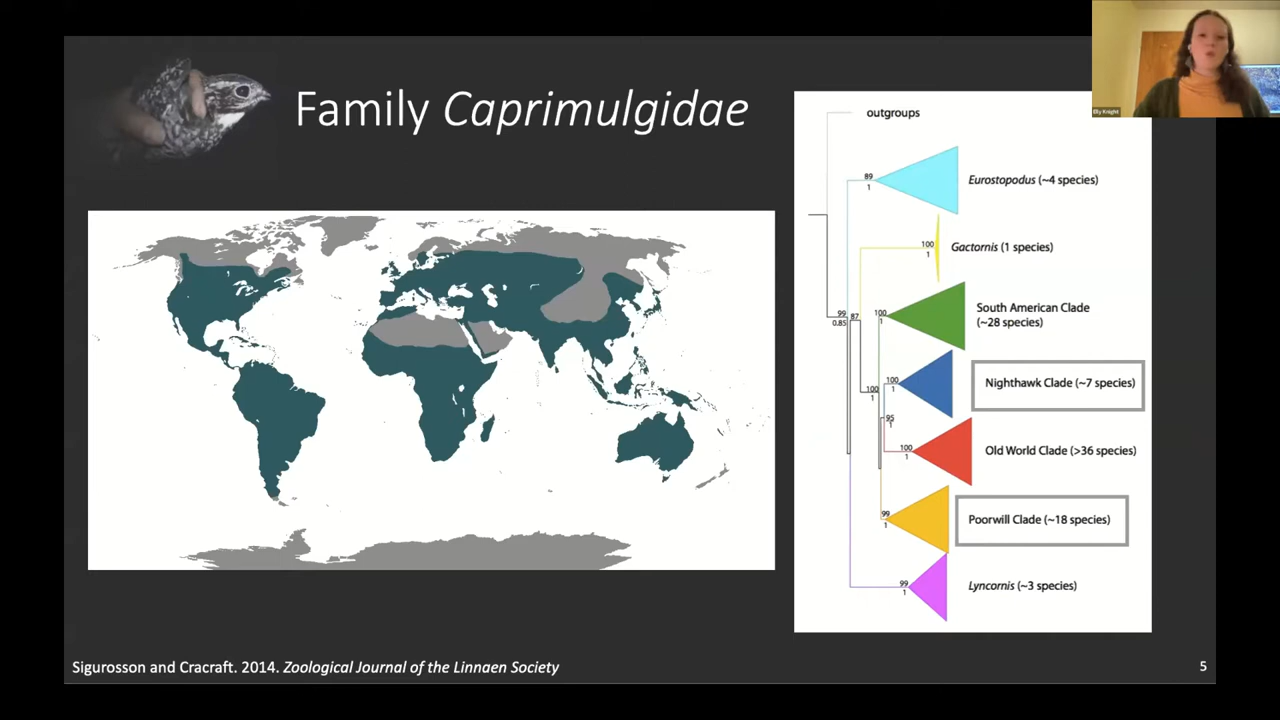 Family Caprimulgidae
Elly Knight
outgroups
89
1
Eurostopodus (~4 species)
100
1
Gactornis (1 species)
South American Clade
(~28 species)
99
0.85
87
100
1
100
1
Nighthawk Clade (~7 species)
100
1
95
1
100
1
Old World Clade (>36 species)
99
1
Poorwill Clade (~18 species)
99
1
Lyncornis (~3 species)
Sigurosson and Cracraft. 2014. Zoological Journal of the Linnaen Society
5